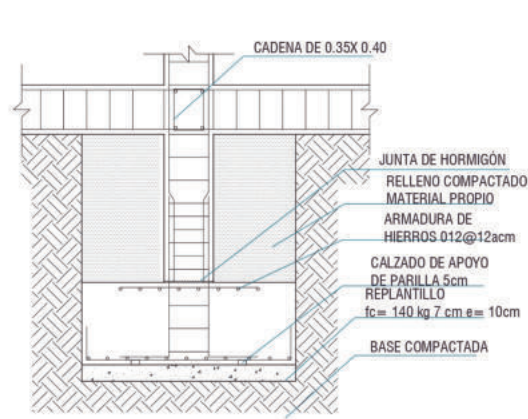 CADENA DE 0.35X 0.40
JUNTA DE HORMIGÓN
RELLENO COMPACTADO
MATERIAL PROPIO
ARMADURA DE
HIERROS 012@12acm
CALZADO DE APOYO
DE PARILLA 5cm
REPLANTILLO
fc= 140 kg 7 cm e= 10cm
BASE COMPACTADA